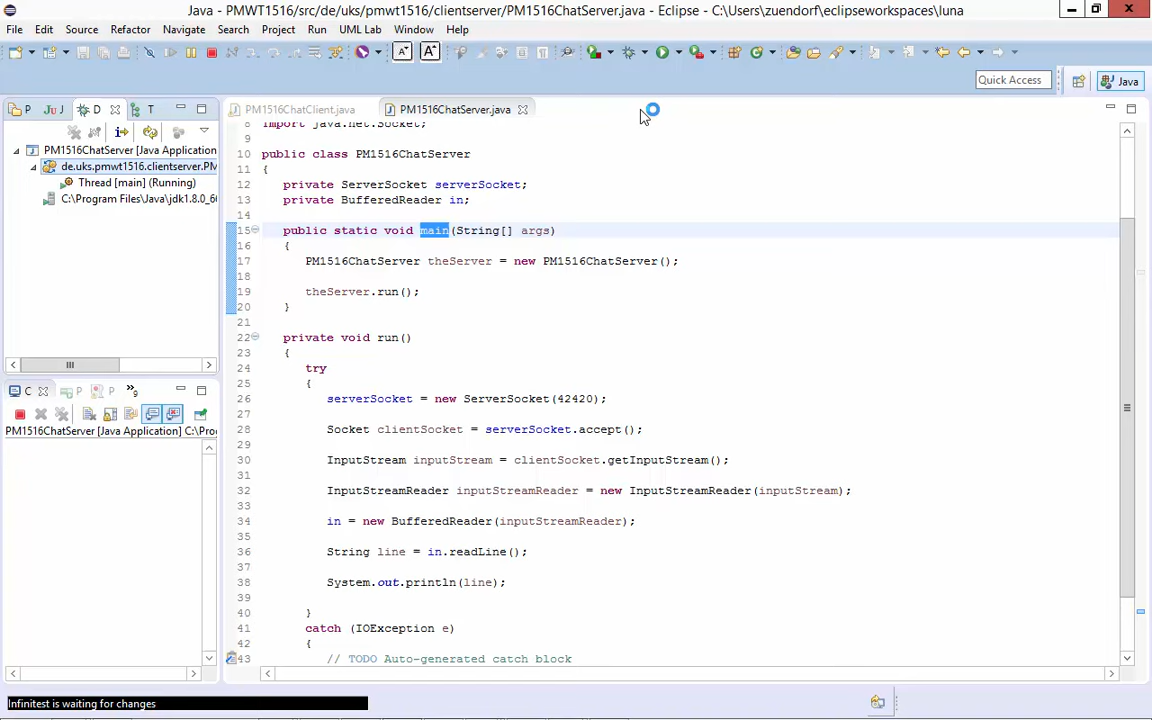 Java - PMWT1516/src/de/uks/pmwt1516/clientserver/PM1516ChatServer.java - Eclipse - C:\Users\zuendorf\eclipseworkspaces\luna
File Edit Source Refactor Navigate Search Project Run UML Lab Window Help
Quick Access
Java
P Ju J D T
PM1516ChatClient.java
PM1516ChatServer.java
PM1516ChatServer [Java Application
de.uks.pmwt1516.clientserver.PM
Thread [main] (Running)
C:\Program Files\Java\jdk1.8.0_6
C P P »9
PM1516ChatServer [Java Application] C:\Pro
8 import java.net.Socket;
9
10 public class PM1516ChatServer
11 {
12 private ServerSocket serverSocket;
13 private BufferedReader in;
14
15 public static void main(String[] args)
16 {
17 PM1516ChatServer theServer = new PM1516ChatServer();
18
19 theServer.run();
20 }
21
22 private void run()
23 {
24 try
25 {
26 serverSocket = new ServerSocket(42420);
27
28 Socket clientSocket = serverSocket.accept();
29
30 InputStream inputStream = clientSocket.getInputStream();
31
32 InputStreamReader inputStreamReader = new InputStreamReader(inputStream);
33
34 in = new BufferedReader(inputStreamReader);
35
36 String line = in.readLine();
37
38 System.out.println(line);
39
40 }
41 catch (IOException e)
42 {
43 // TODO Auto-generated catch block
Infinitest is waiting for changes